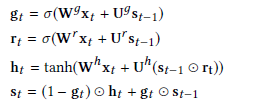 g_t = σ(W^g x_t + U^g s_{t−1})
r_t = σ(W^r x_t + U^r s_{t−1})
h_t = tanh(W^h x_t + U^h (s_{t−1} ⊙ r_t))
s_t = (1 − g_t) ⊙ h_t + g_t ⊙ s_{t−1}